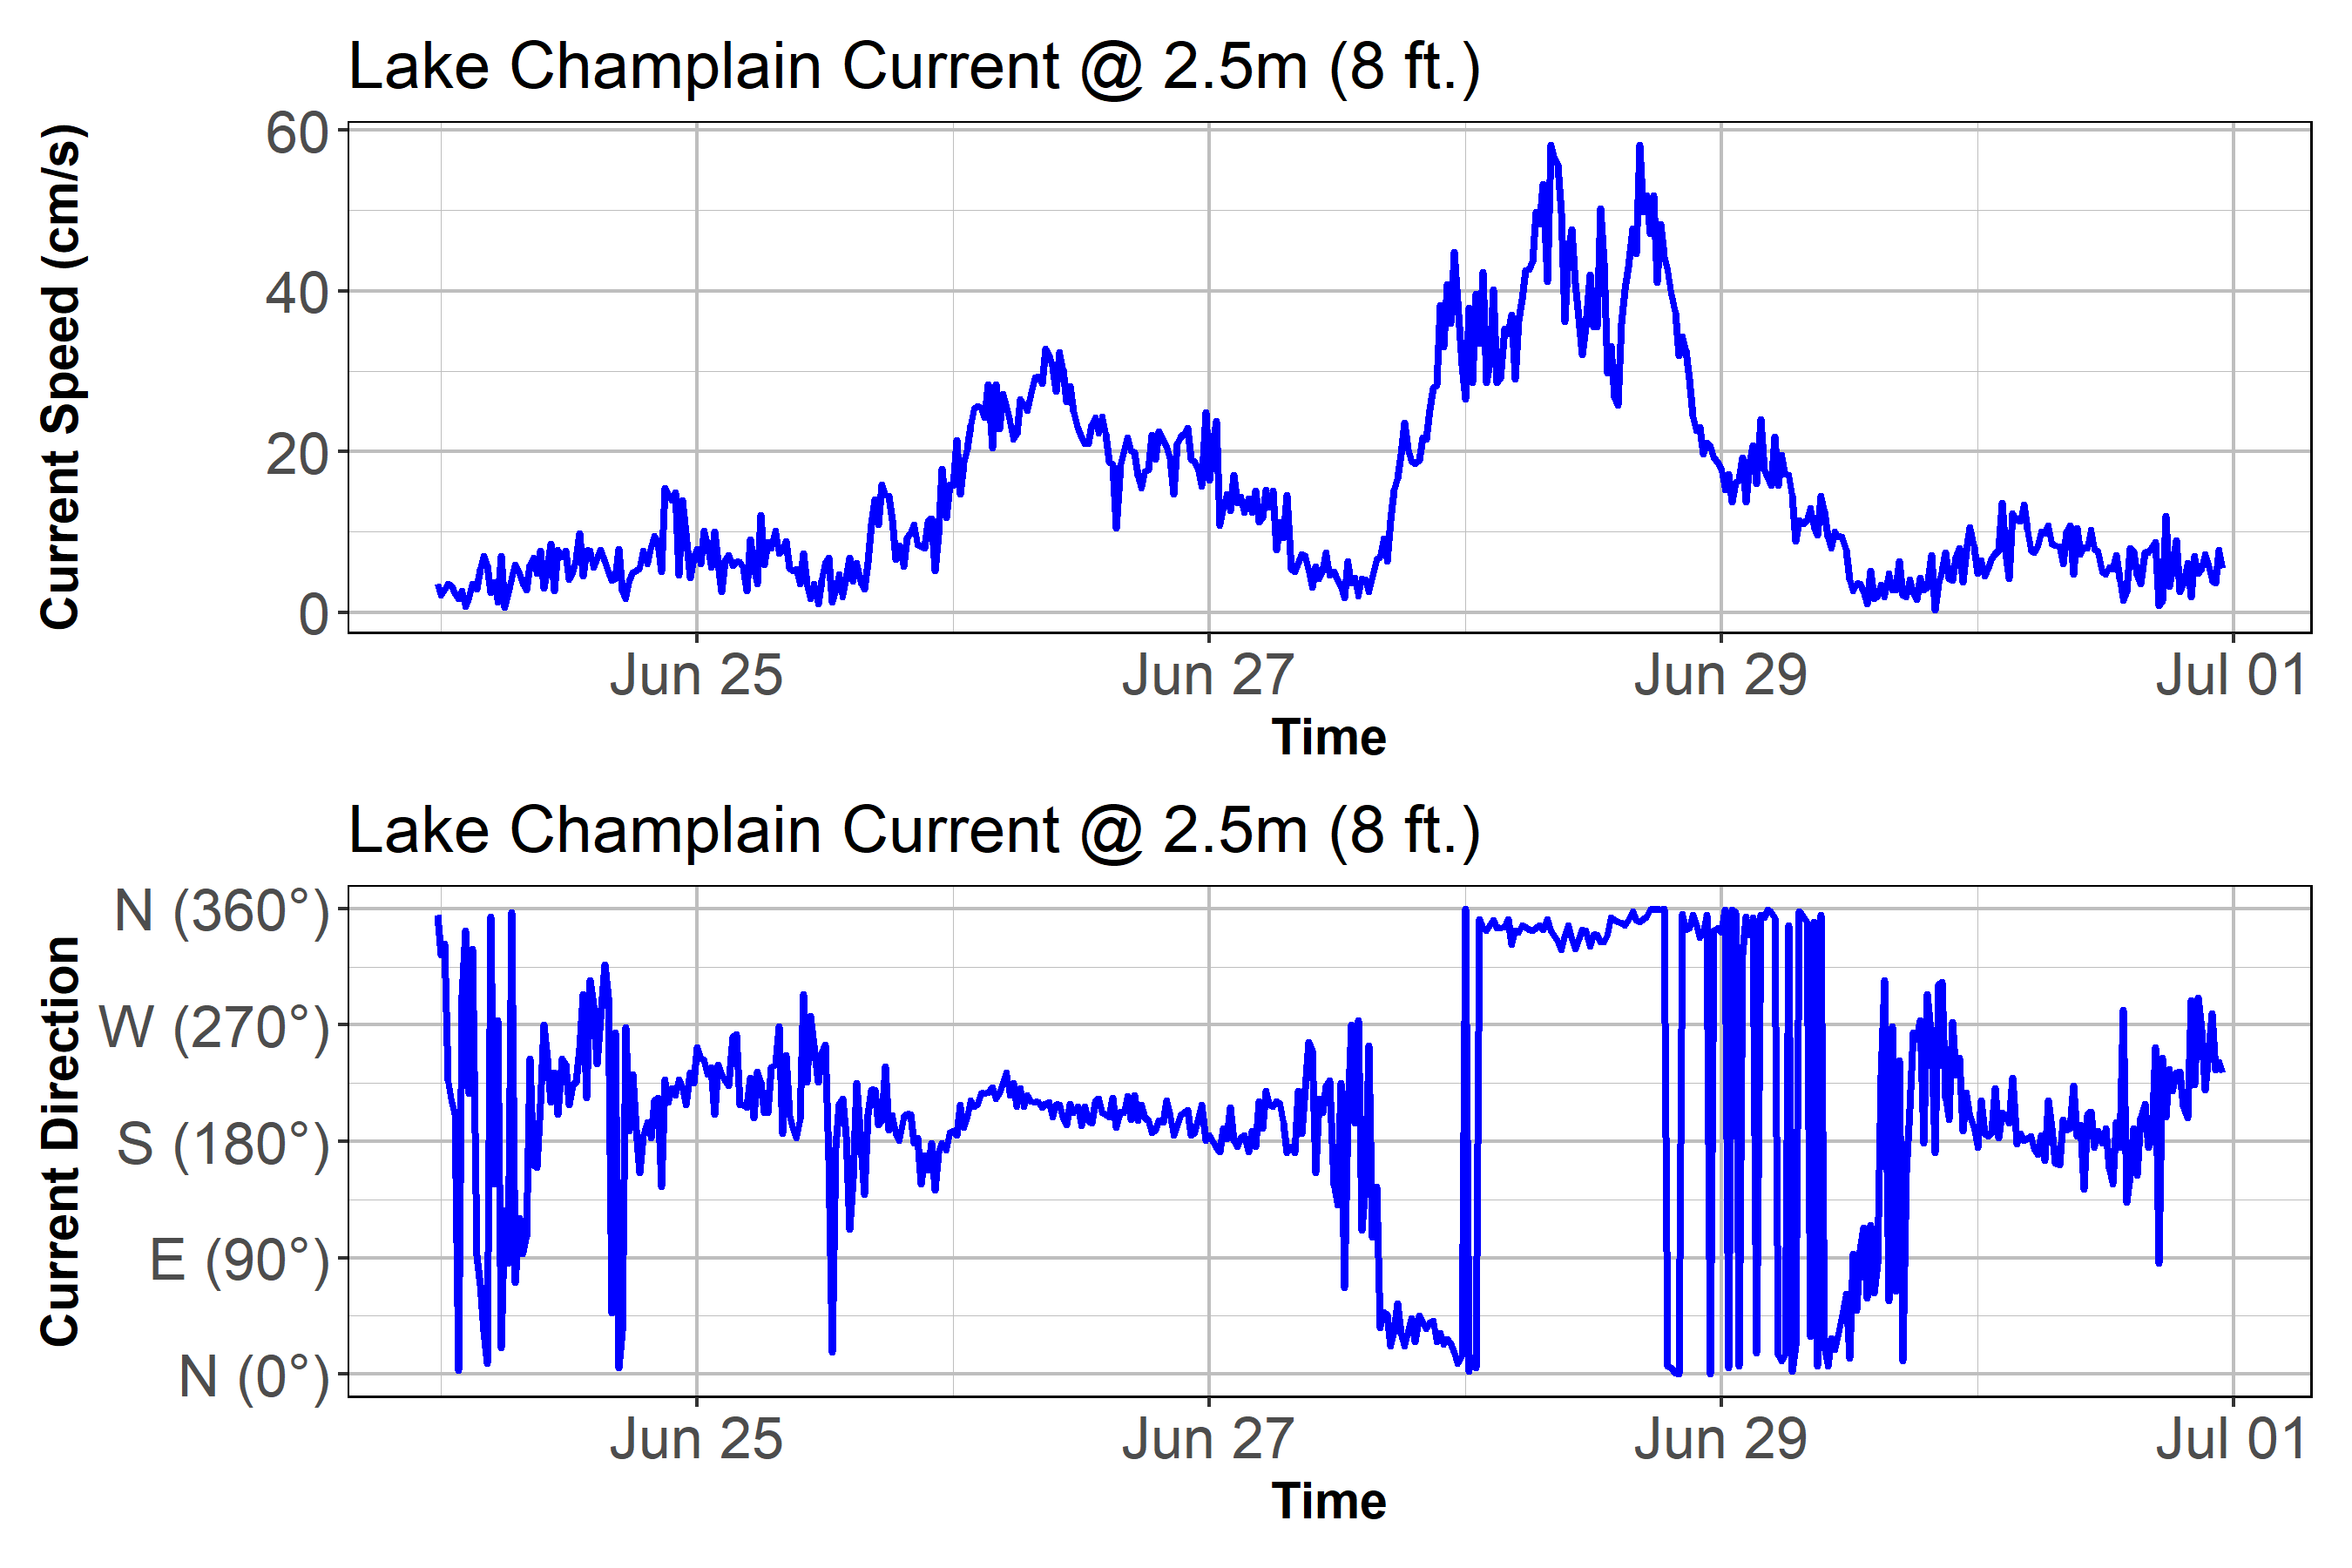 Lake Champlain Current @ 2.5m (8 ft.)
Current Speed (cm/s)
60
40
20
0
Jun 25 Jun 27 Jun 29 Jul 01
Time
Lake Champlain Current @ 2.5m (8 ft.)
Current Direction
N (360°)
W (270°)
S (180°)
E (90°)
N (0°)
Jun 25 Jun 27 Jun 29 Jul 01
Time